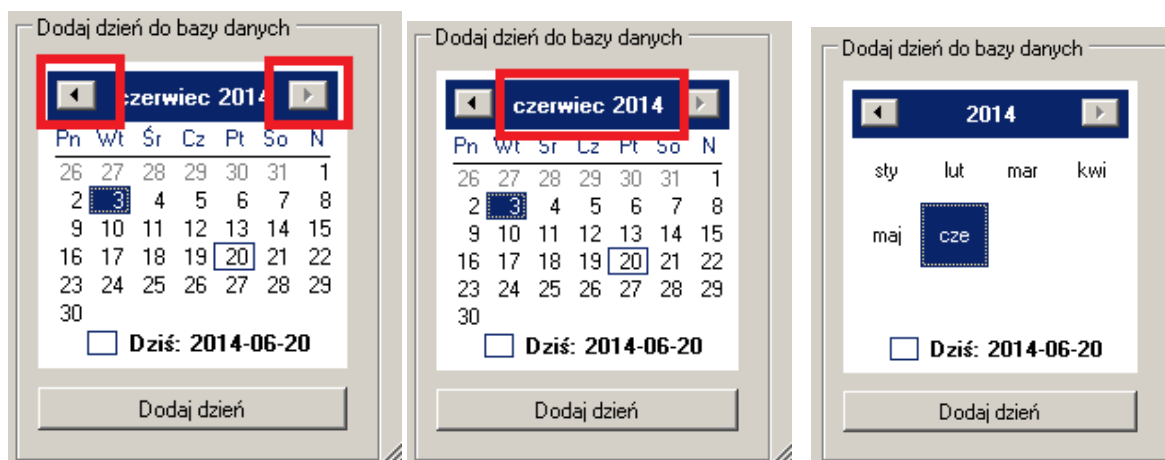 Dodaj dzień do bazy danych
czerwiec 2014
Pn Wt Śr Cz Pt So N
26 27 28 29 30 31 1
2 3 4 5 6 7 8
9 10 11 12 13 14 15
16 17 18 19 20 21 22
23 24 25 26 27 28 29
30
Dziś: 2014-06-20
Dodaj dzień
Dodaj dzień do bazy danych
czerwiec 2014
Pn Wt Śr Cz Pt So N
26 27 28 29 30 31 1
2 3 4 5 6 7 8
9 10 11 12 13 14 15
16 17 18 19 20 21 22
23 24 25 26 27 28 29
30
Dziś: 2014-06-20
Dodaj dzień
Dodaj dzień do bazy danych
2014
sty lut mar kwi
maj cze
Dziś: 2014-06-20
Dodaj dzień